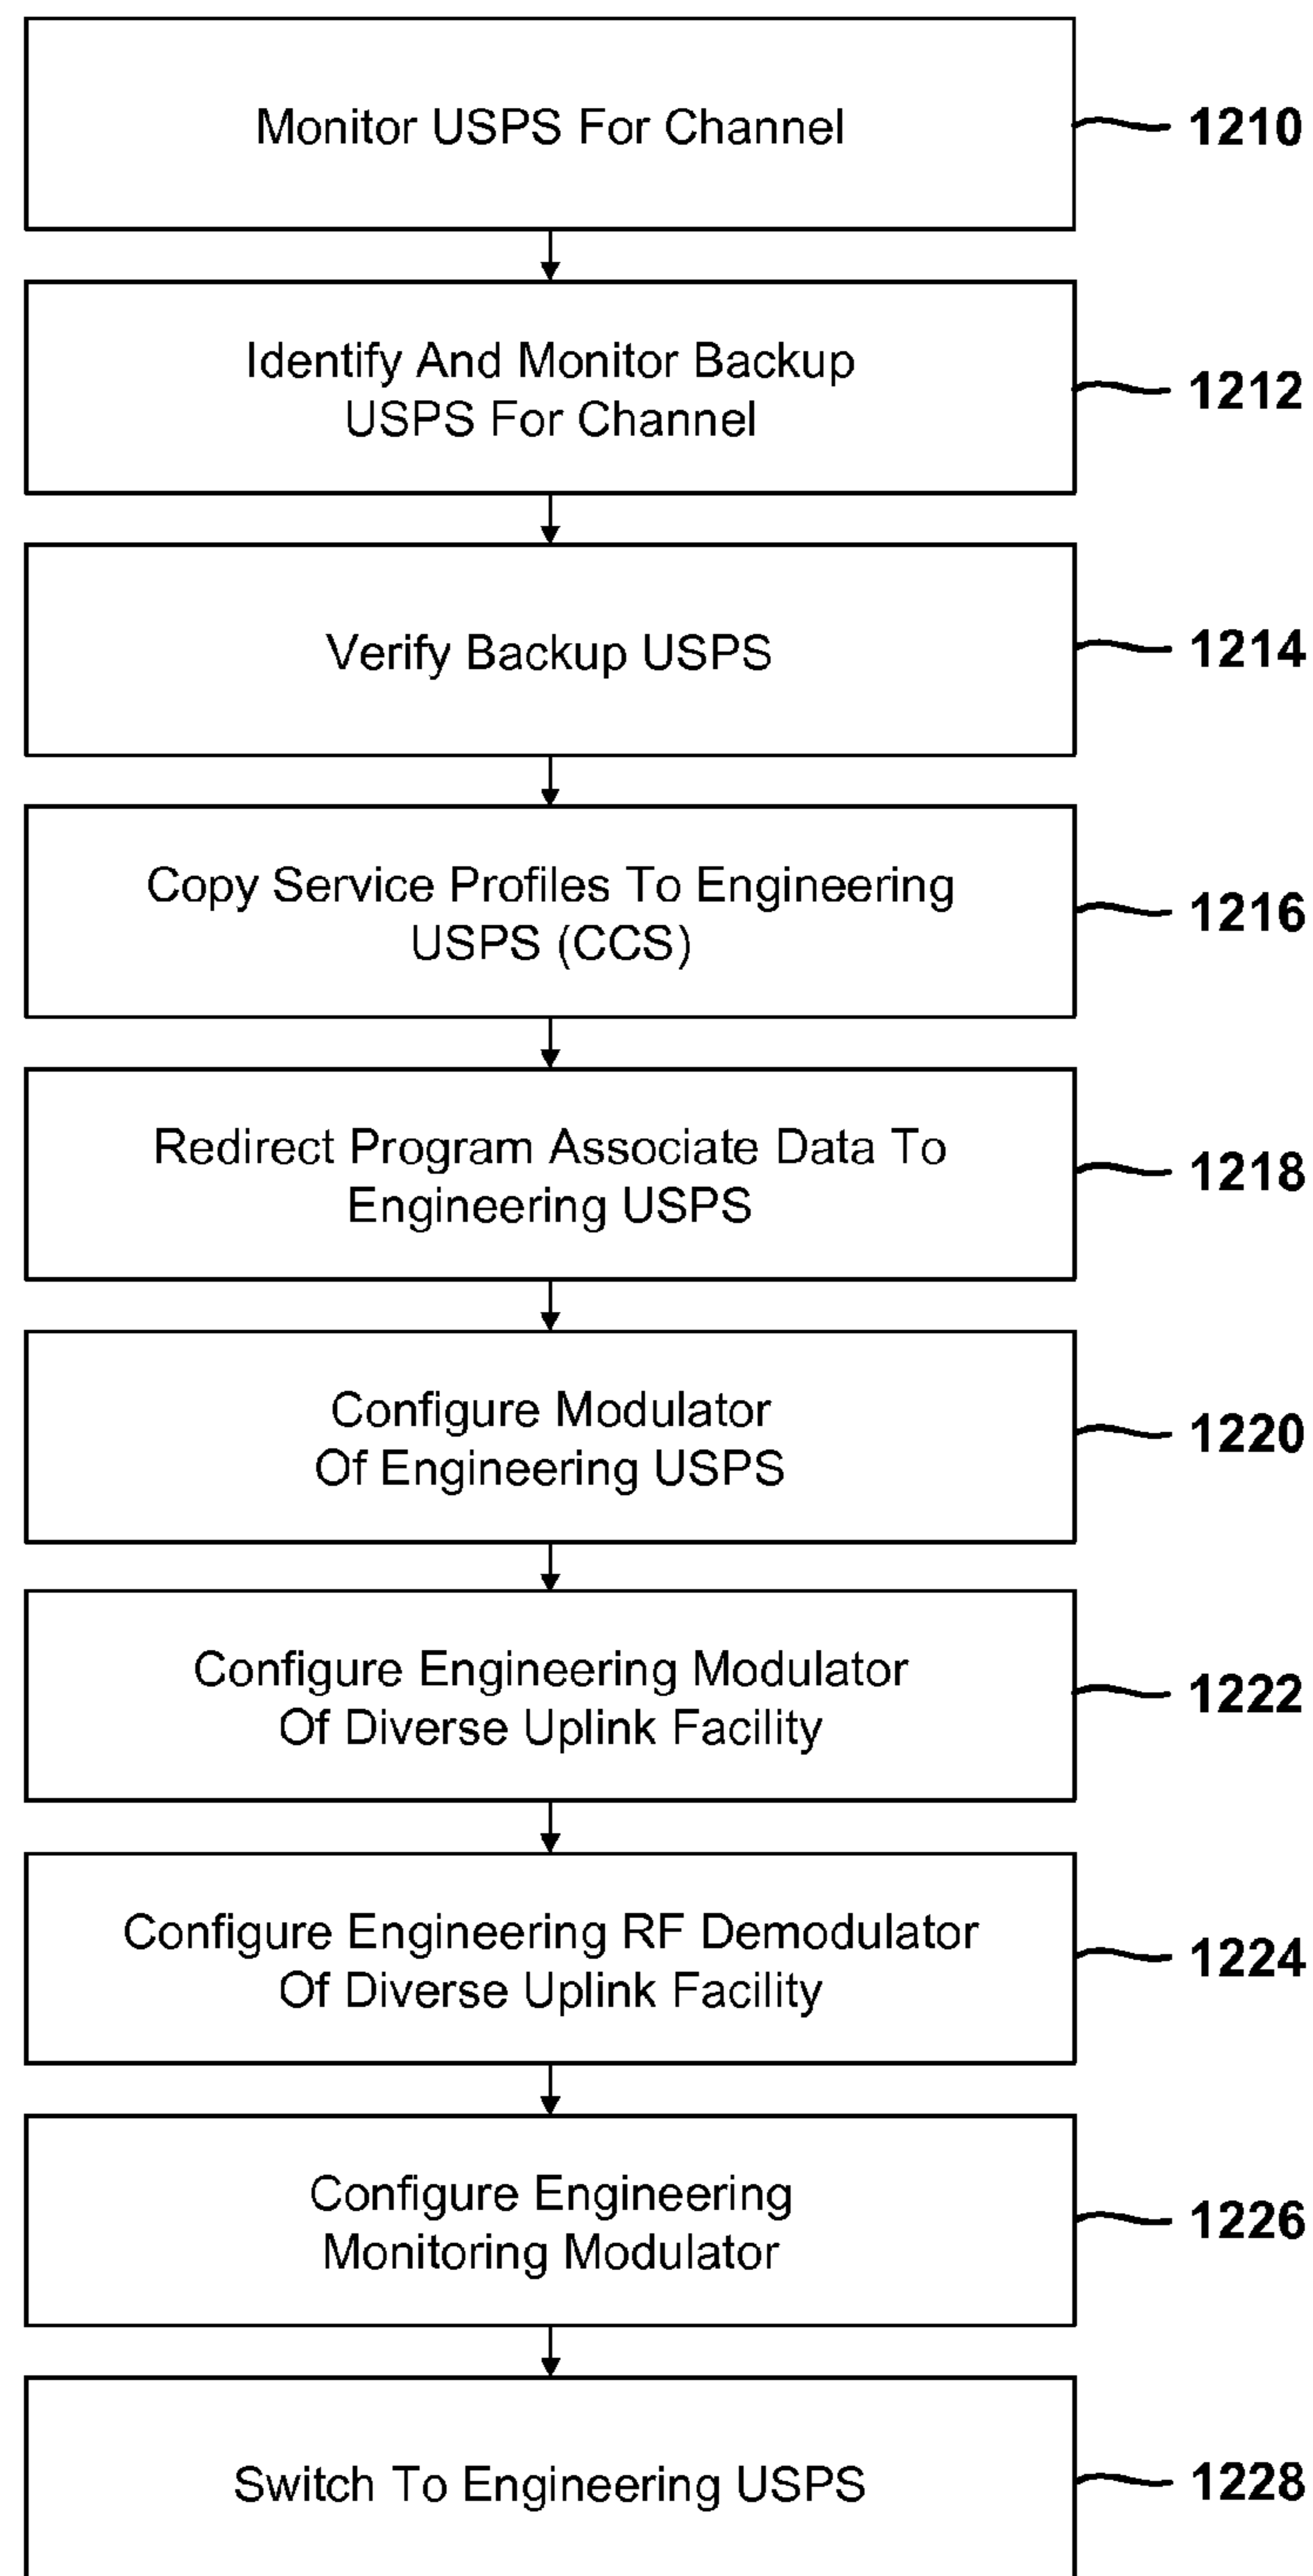 Monitor USPS For Channel
1210
Identify And Monitor Backup
USPS For Channel
1212
Verify Backup USPS
1214
Copy Service Profiles To Engineering
USPS (CCS)
1216
Redirect Program Associate Data To
Engineering USPS
1218
Configure Modulator
Of Engineering USPS
1220
Configure Engineering Modulator
Of Diverse Uplink Facility
1222
Configure Engineering RF Demodulator
Of Diverse Uplink Facility
1224
Configure Engineering
Monitoring Modulator
1226
Switch To Engineering USPS
1228